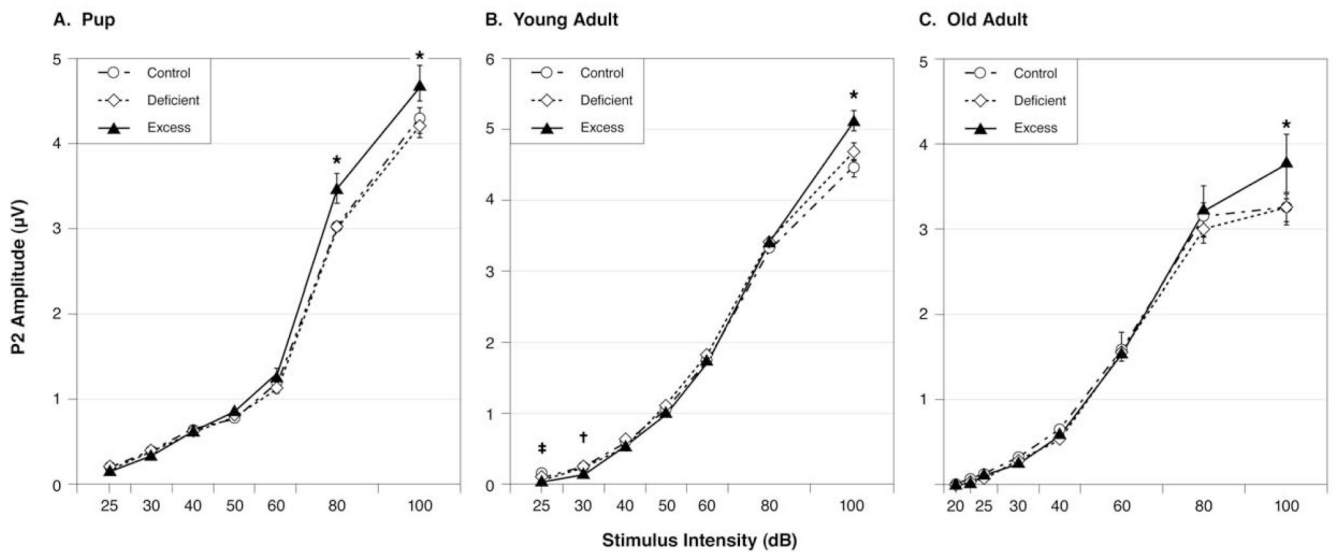 A. Pup
B. Young Adult
C. Old Adult
P2 Amplitude (µV)
5
4
3
2
1
0
Control
Deficient
Excess
*
*
25 30 40 50 60 80 100
6
5
4
3
2
1
0
Control
Deficient
Excess
‡
†
*
25 30 40 50 60 80 100
5
4
3
2
1
Control
Deficient
Excess
*
20 25 30 40 60 80 100
Stimulus Intensity (dB)